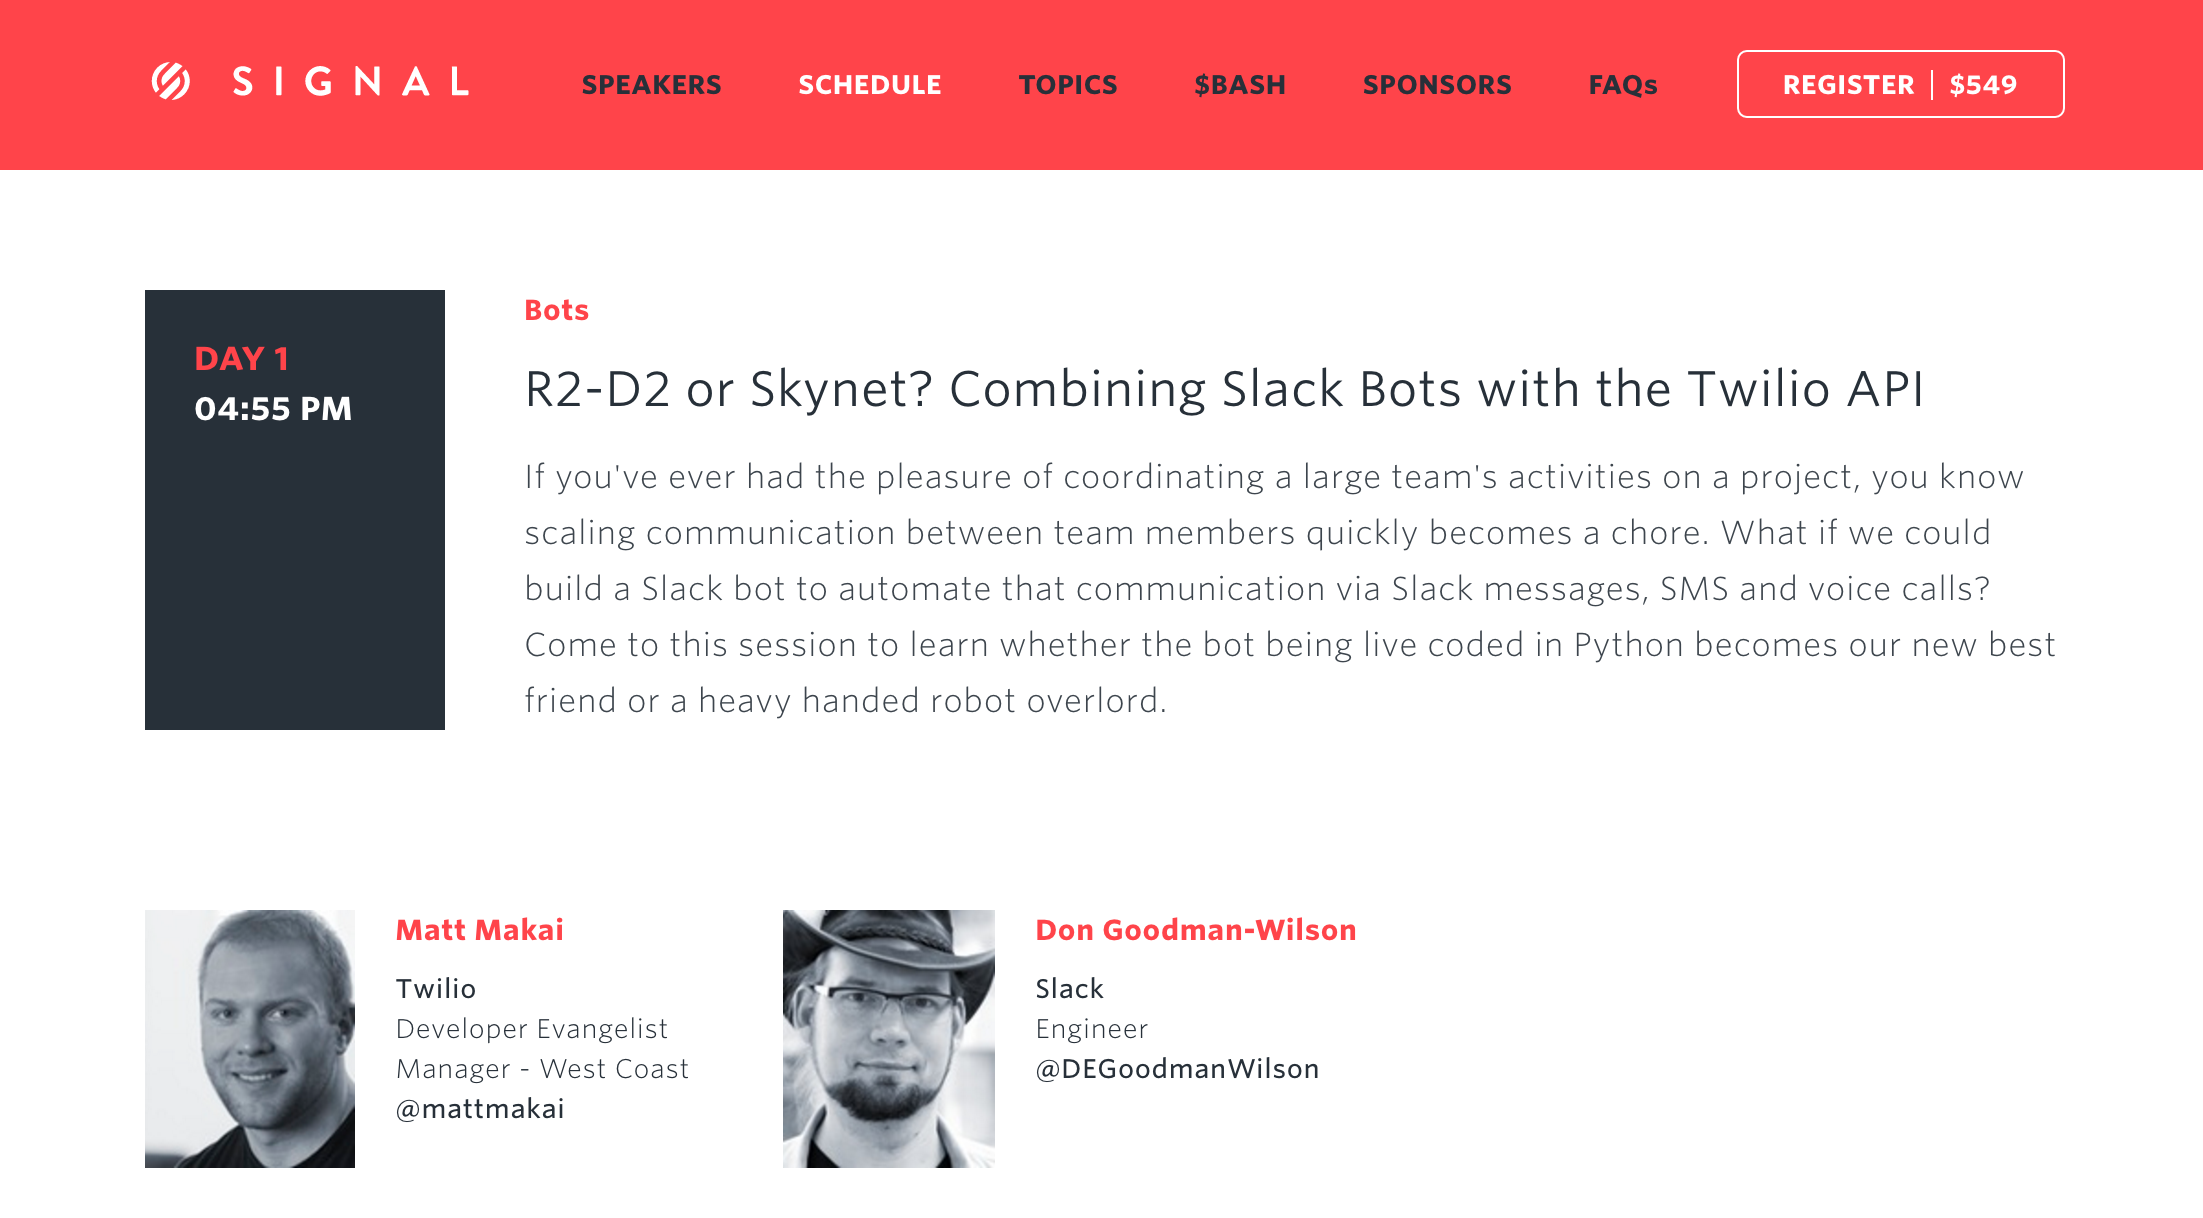 SIGNAL
SPEAKERS
SCHEDULE
TOPICS
$BASH
SPONSORS
FAQs
REGISTER | $549
DAY 1
04:55 PM
Bots
R2-D2 or Skynet? Combining Slack Bots with the Twilio API
If you've ever had the pleasure of coordinating a large team's activities on a project, you know
scaling communication between team members quickly becomes a chore. What if we could
build a Slack bot to automate that communication via Slack messages, SMS and voice calls?
Come to this session to learn whether the bot being live coded in Python becomes our new best
friend or a heavy handed robot overlord.
Matt Makai
Twilio
Developer Evangelist
Manager - West Coast
@mattmakai
Don Goodman-Wilson
Slack
Engineer
@DEGoodmanWilson